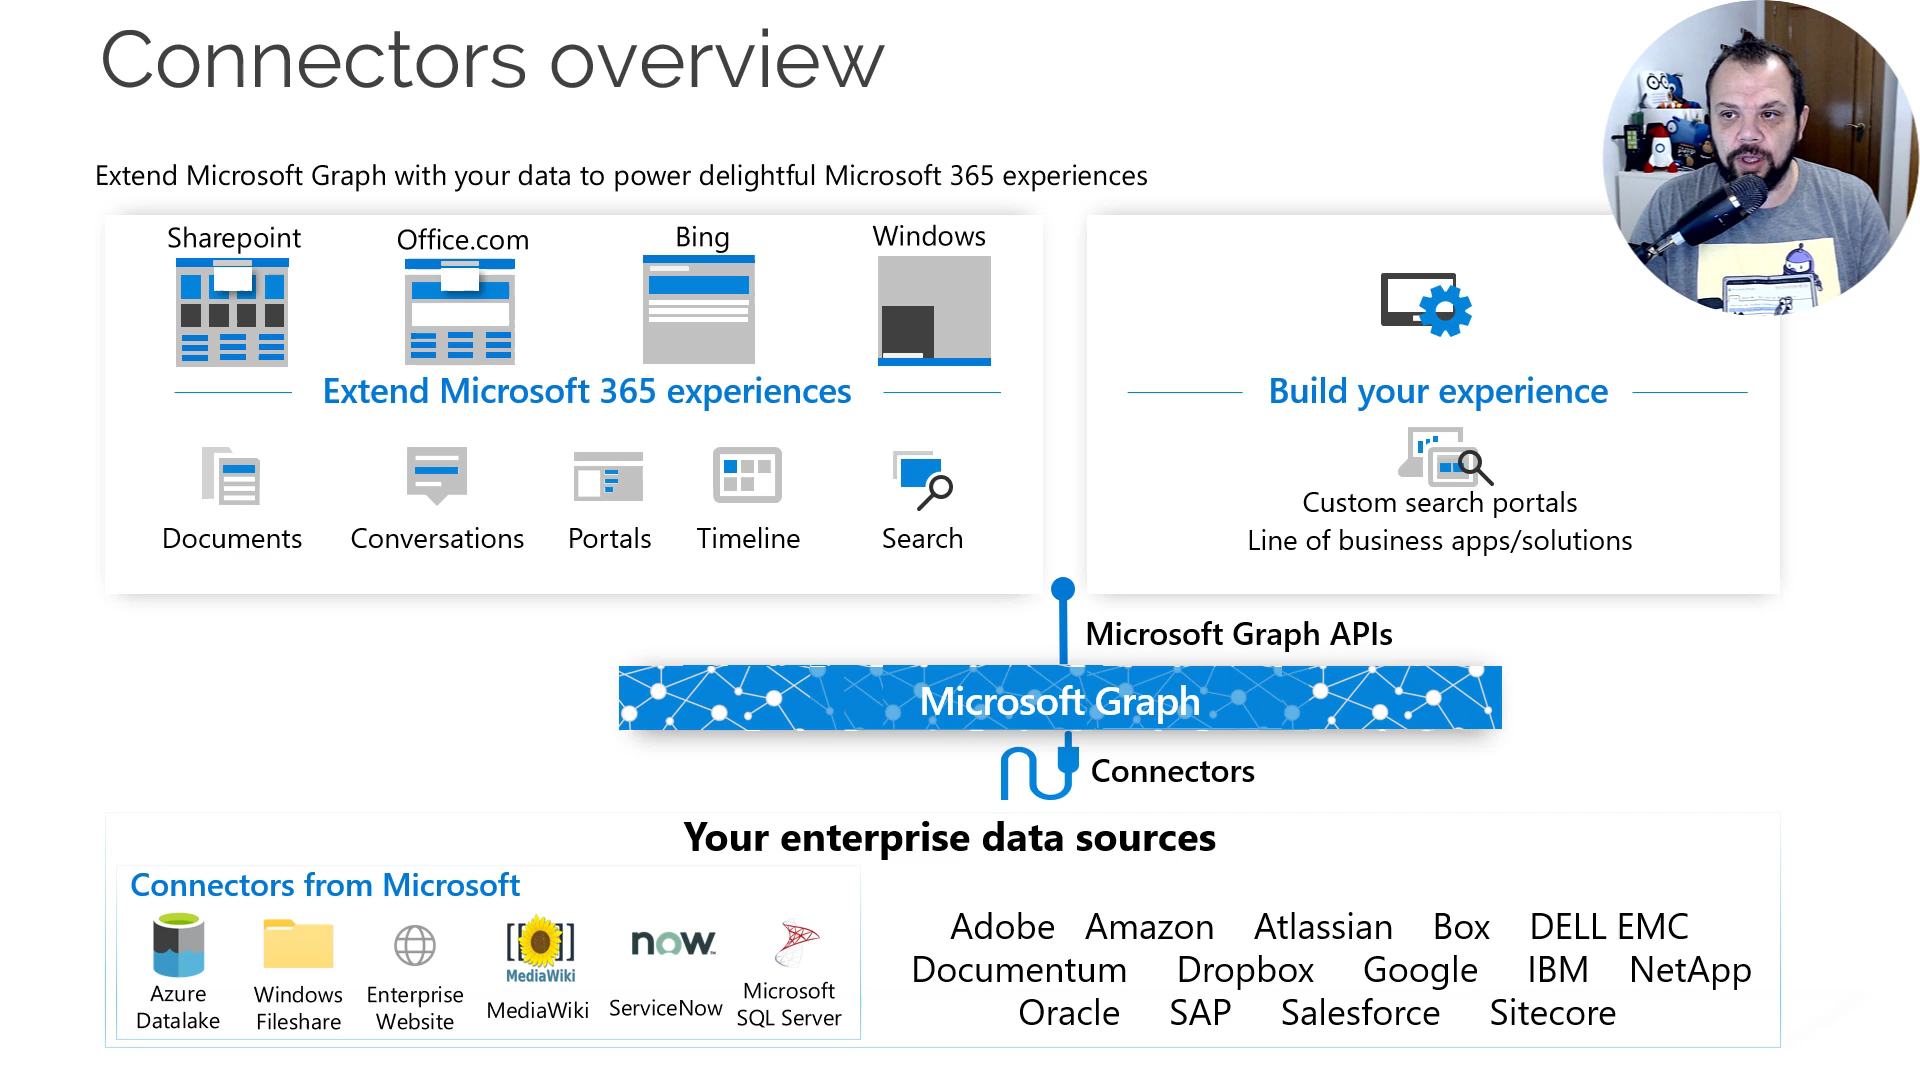 Connectors overview
Extend Microsoft Graph with your data to power delightful Microsoft 365 experiences
Sharepoint
Office.com
Bing
Windows
Extend Microsoft 365 experiences
Documents
Conversations
Portals
Timeline
Search
Build your experience
Custom search portals
Line of business apps/solutions
Microsoft Graph APIs
Microsoft Graph
Connectors
Your enterprise data sources
Connectors from Microsoft
Azure
Datalake
Windows
Fileshare
Enterprise
Website
[[ ]]
MediaWiki
MediaWiki
now
ServiceNow
Microsoft
SQL Server
Adobe Amazon Atlassian Box DELL EMC
Documentum Dropbox Google IBM NetApp
Oracle SAP Salesforce Sitecore